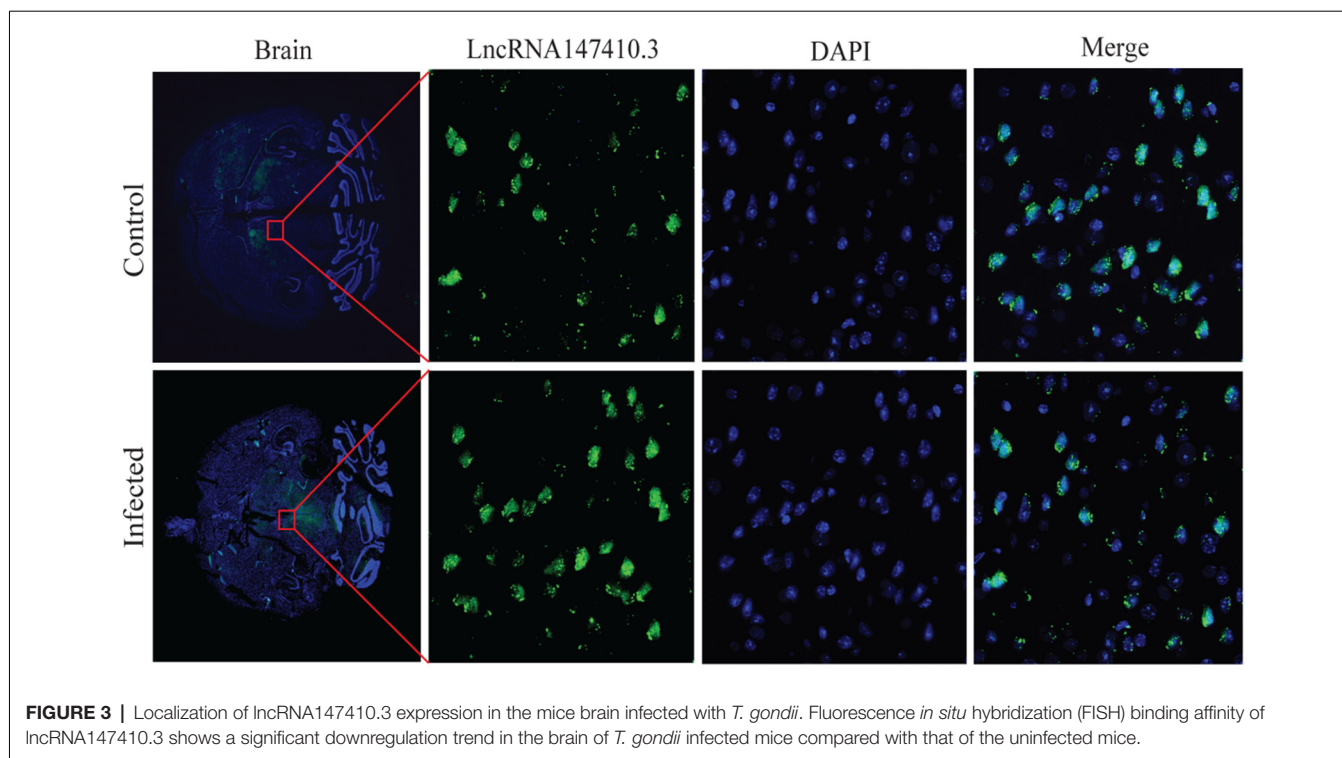 Brain LncRNA147410.3 DAPI Merge
Control
Infected
FIGURE 3 | Localization of lncRNA147410.3 expression in the mice brain infected with T. gondii. Fluorescence in situ hybridization (FISH) binding affinity of
lncRNA147410.3 shows a significant downregulation trend in the brain of T. gondii infected mice compared with that of the uninfected mice.